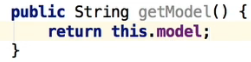 public String getModel() {
    return this.model;
}